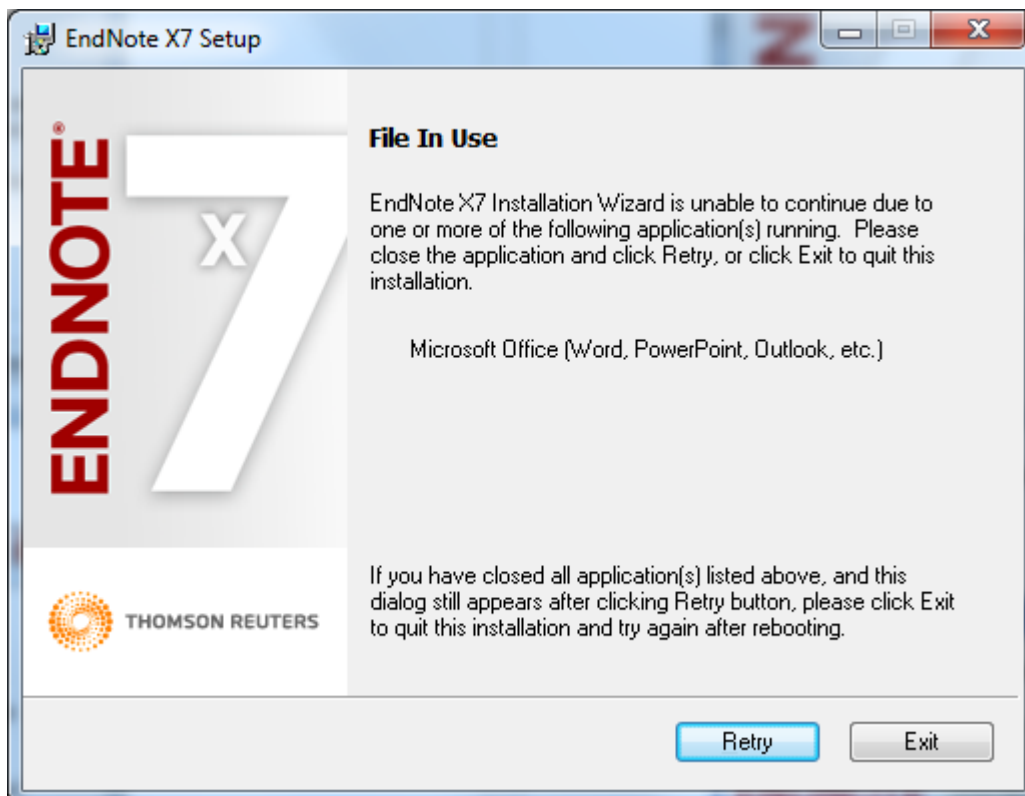 EndNote X7 Setup
ENDNOTE®
X7
File In Use
EndNote X7 Installation Wizard is unable to continue due to
one or more of the following application(s) running.  Please
close the application and click Retry, or click Exit to quit this
installation.
Microsoft Office (Word, PowerPoint, Outlook, etc.)
If you have closed all application(s) listed above, and this
dialog still appears after clicking Retry button, please click Exit
to quit this installation and try again after rebooting.
THOMSON REUTERS
Retry
Exit